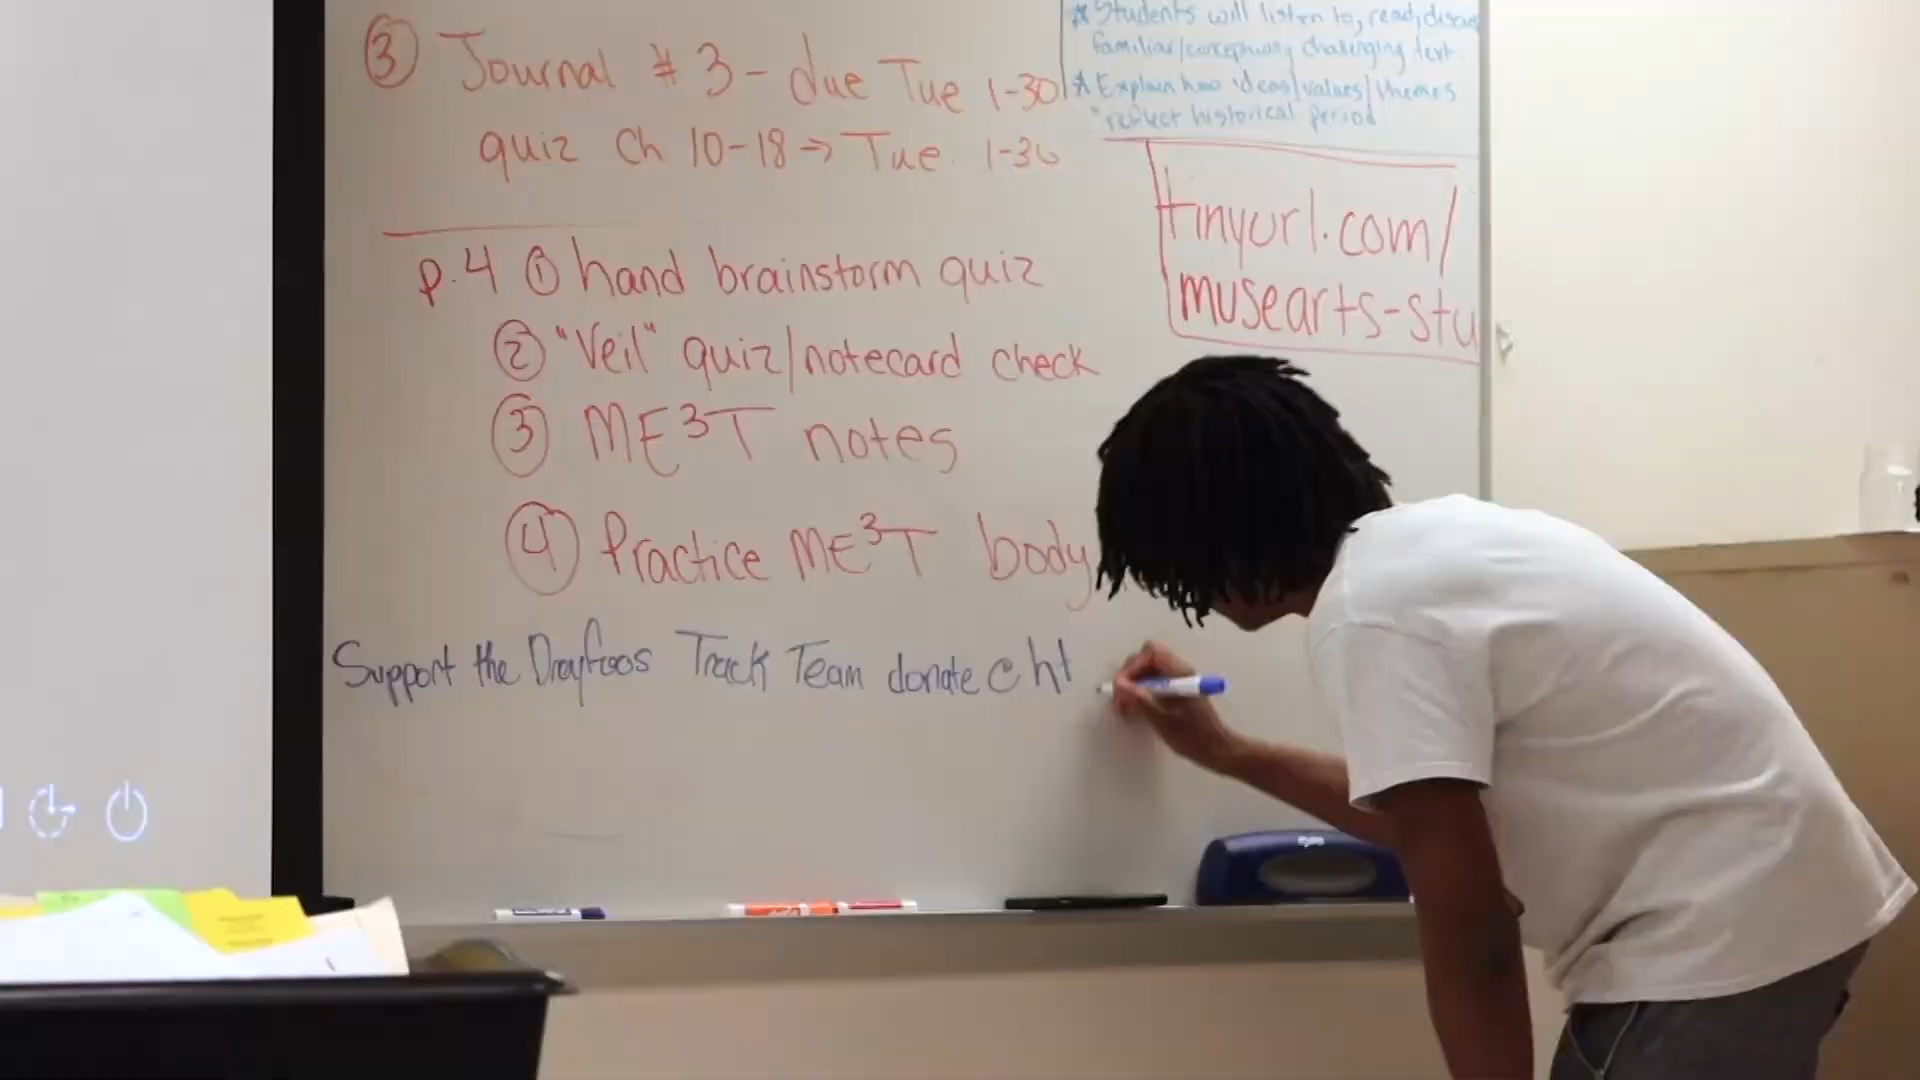 ③ Journal # 3 - due Tue 1-30
quiz Ch 10-18 → Tue. 1-30
p.4 ① hand brainstorm quiz
② "Veil" quiz/notecard check
③ ME³T notes
④ Practice ME³T body
Support the Dreyfoos Track Team donate @ ht
* Students will listen to, read, discuss
familiar/conceptually challenging text
* Explain how ideas/values/themes
reflect historical period
tinyurl.com/
musearts-stu
expo